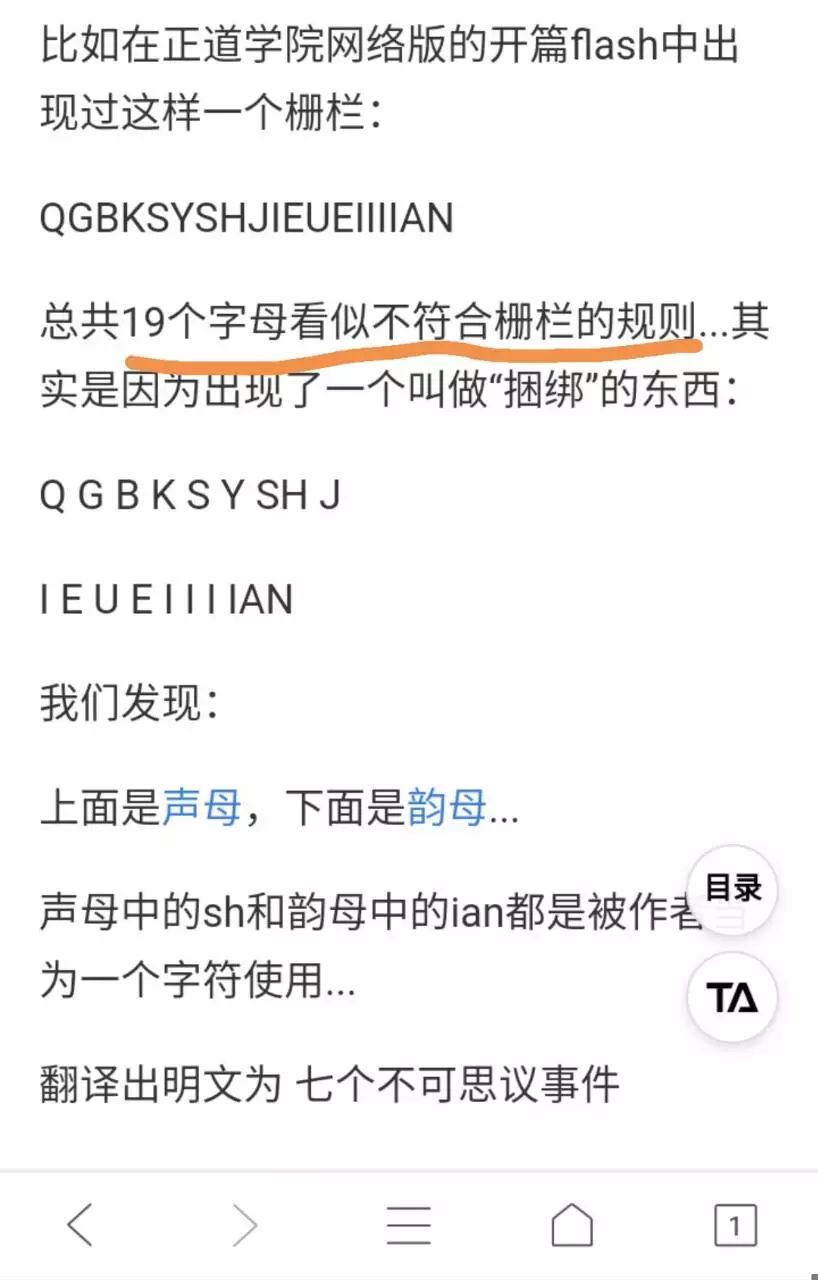 比如在正道学院网络版的开篇flash中出
现过这样一个栅栏：
QGBKSYSHJIEUEIIIIAN
总共19个字母看似不符合栅栏的规则...其
实是因为出现了一个叫做“捆绑”的东西：
Q G B K S Y SH J
I E U E I I I IAN
我们发现：
上面是声母，下面是韵母...
声母中的sh和韵母中的ian都是被作者
为一个字符使用...
翻译出明文为 七个不可思议事件
目录
TA
1